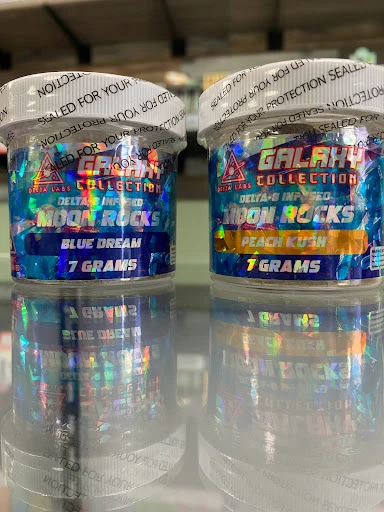 SEALED FOR YOUR PROTECTION
DELTA LABS
GALAXY
COLLECTION
DELTA-8 INFUSED
MOON ROCKS
BLUE DREAM
7 GRAMS
SEALED FOR YOUR PROTECTION
DELTA LABS
GALAXY
COLLECTION
DELTA-8 INFUSED
MOON ROCKS
PEACH KUSH
7 GRAMS